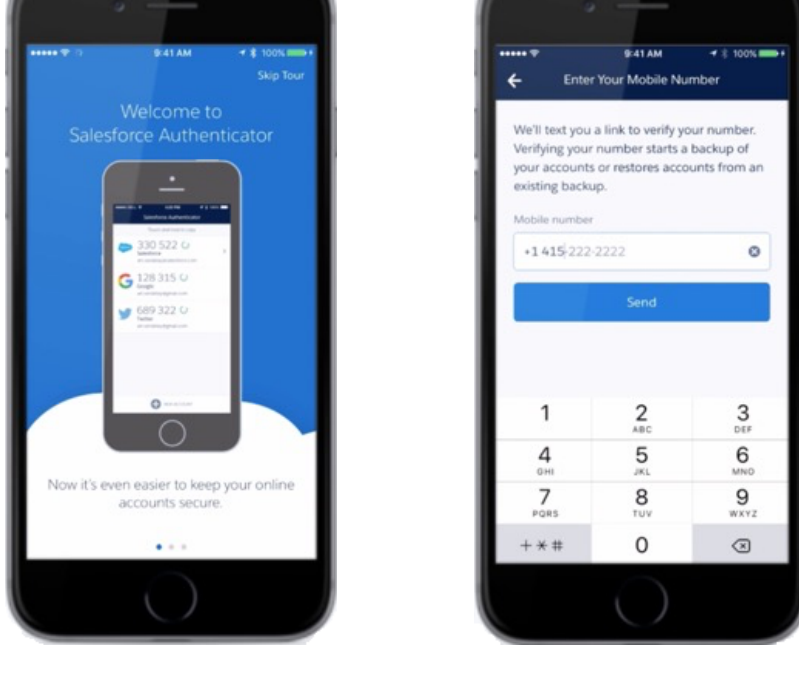 9:41 AM
100%
Skip Tour
Welcome to
Salesforce Authenticator
Salesforce Authenticator
330 522
Salesforce
128 315
Google
689 322
Twitter
Now it's even easier to keep your online
accounts secure.
9:41 AM
100%
Enter Your Mobile Number
We'll text you a link to verify your number.
Verifying your number starts a backup of
your accounts or restores accounts from an
existing backup.
Mobile number
+1 415-222-2222
Send
1
2
3
ABC
DEF
4
5
6
GHI
JKL
MNO
7
8
9
PQRS
TUV
WXYZ
+*#
0